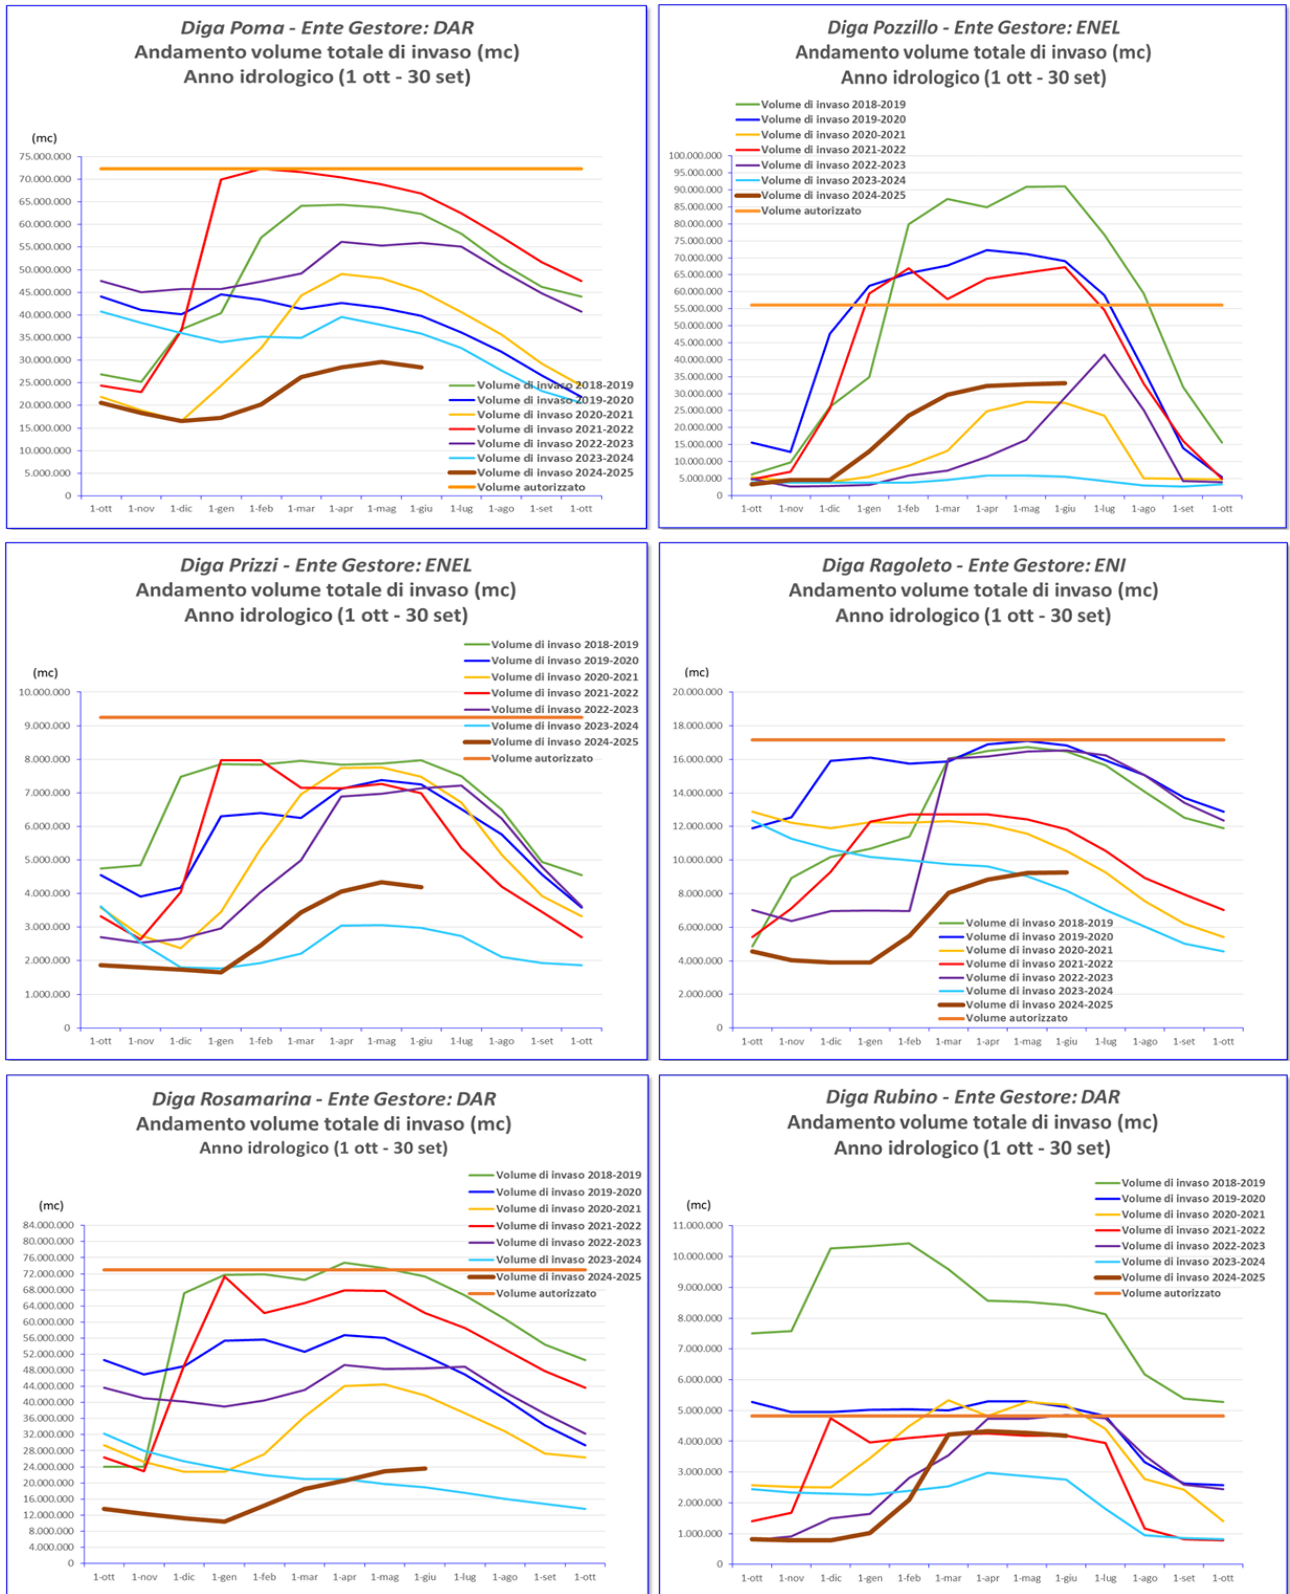 Diga Poma - Ente Gestore: DAR
Andamento volume totale di invaso (mc)
Anno idrologico (1 ott - 30 set)
(mc)
75.000.000
70.000.000
65.000.000
60.000.000
55.000.000
50.000.000
45.000.000
40.000.000
35.000.000
30.000.000
25.000.000
20.000.000
15.000.000
10.000.000
5.000.000
0
Volume di invaso 2018-2019
Volume di invaso 2019-2020
Volume di invaso 2020-2021
Volume di invaso 2021-2022
Volume di invaso 2022-2023
Volume di invaso 2023-2024
Volume di invaso 2024-2025
Volume autorizzato
1-ott 1-nov 1-dic 1-gen 1-feb 1-mar 1-apr 1-mag 1-giu 1-lug 1-ago 1-set 1-ott
Diga Pozzillo - Ente Gestore: ENEL
Andamento volume totale di invaso (mc)
Anno idrologico (1 ott - 30 set)
Volume di invaso 2018-2019
Volume di invaso 2019-2020
Volume di invaso 2020-2021
Volume di invaso 2021-2022
Volume di invaso 2022-2023
Volume di invaso 2023-2024
Volume di invaso 2024-2025
Volume autorizzato
100.000.000
95.000.000
90.000.000
85.000.000
80.000.000
75.000.000
70.000.000
65.000.000
60.000.000
55.000.000
50.000.000
45.000.000
40.000.000
35.000.000
30.000.000
25.000.000
20.000.000
15.000.000
10.000.000
5.000.000
0
1-ott 1-nov 1-dic 1-gen 1-feb 1-mar 1-apr 1-mag 1-giu 1-lug 1-ago 1-set 1-ott
Diga Prizzi - Ente Gestore: ENEL
Andamento volume totale di invaso (mc)
Anno idrologico (1 ott - 30 set)
Volume di invaso 2018-2019
Volume di invaso 2019-2020
Volume di invaso 2020-2021
Volume di invaso 2021-2022
Volume di invaso 2022-2023
Volume di invaso 2023-2024
Volume di invaso 2024-2025
Volume autorizzato
(mc)
10.000.000
9.000.000
8.000.000
7.000.000
6.000.000
5.000.000
4.000.000
3.000.000
2.000.000
1.000.000
0
1-ott 1-nov 1-dic 1-gen 1-feb 1-mar 1-apr 1-mag 1-giu 1-lug 1-ago 1-set 1-ott
Diga Ragoleto - Ente Gestore: ENI
Andamento volume totale di invaso (mc)
Anno idrologico (1 ott - 30 set)
(mc)
20.000.000
18.000.000
16.000.000
14.000.000
12.000.000
10.000.000
8.000.000
6.000.000
4.000.000
2.000.000
0
Volume di invaso 2018-2019
Volume di invaso 2019-2020
Volume di invaso 2020-2021
Volume di invaso 2021-2022
Volume di invaso 2022-2023
Volume di invaso 2023-2024
Volume di invaso 2024-2025
Volume autorizzato
1-ott 1-nov 1-dic 1-gen 1-feb 1-mar 1-apr 1-mag 1-giu 1-lug 1-ago 1-set 1-ott
Diga Rosamarina - Ente Gestore: DAR
Andamento volume totale di invaso (mc)
Anno idrologico (1 ott - 30 set)
Volume di invaso 2018-2019
Volume di invaso 2019-2020
Volume di invaso 2020-2021
Volume di invaso 2021-2022
Volume di invaso 2022-2023
Volume di invaso 2023-2024
Volume di invaso 2024-2025
Volume autorizzato
(mc)
84.000.000
80.000.000
76.000.000
72.000.000
68.000.000
64.000.000
60.000.000
56.000.000
52.000.000
48.000.000
44.000.000
40.000.000
36.000.000
32.000.000
28.000.000
24.000.000
20.000.000
16.000.000
12.000.000
8.000.000
4.000.000
0
1-ott 1-nov 1-dic 1-gen 1-feb 1-mar 1-apr 1-mag 1-giu 1-lug 1-ago 1-set 1-ott
Diga Rubino - Ente Gestore: DAR
Andamento volume totale di invaso (mc)
Anno idrologico (1 ott - 30 set)
Volume di invaso 2018-2019
Volume di invaso 2019-2020
Volume di invaso 2020-2021
Volume di invaso 2021-2022
Volume di invaso 2022-2023
Volume di invaso 2023-2024
Volume di invaso 2024-2025
Volume autorizzato
(mc)
11.000.000
10.000.000
9.000.000
8.000.000
7.000.000
6.000.000
5.000.000
4.000.000
3.000.000
2.000.000
1.000.000
0
1-ott 1-nov 1-dic 1-gen 1-feb 1-mar 1-apr 1-mag 1-giu 1-lug 1-ago 1-set 1-ott